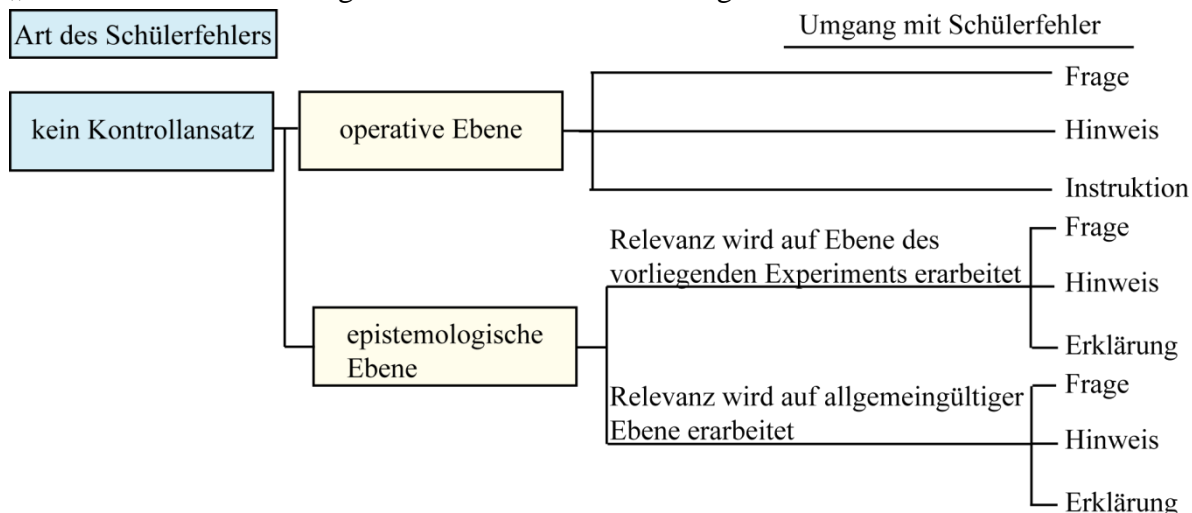 Art des Schülerfehlers
Umgang mit Schülerfehler
kein Kontrollansatz
operative Ebene
Frage
Hinweis
Instruktion
epistemologische
Ebene
Relevanz wird auf Ebene des
vorliegenden Experiments erarbeitet
Frage
Hinweis
Erklärung
Relevanz wird auf allgemeingültiger
Ebene erarbeitet
Frage
Hinweis
Erklärung